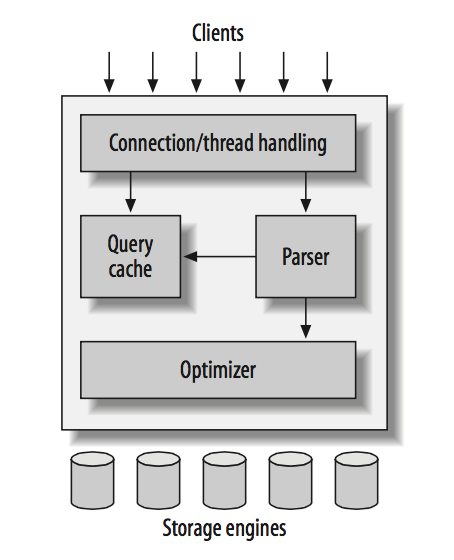 Clients
Connection/thread handling
Query
cache
Parser
Optimizer
Storage engines